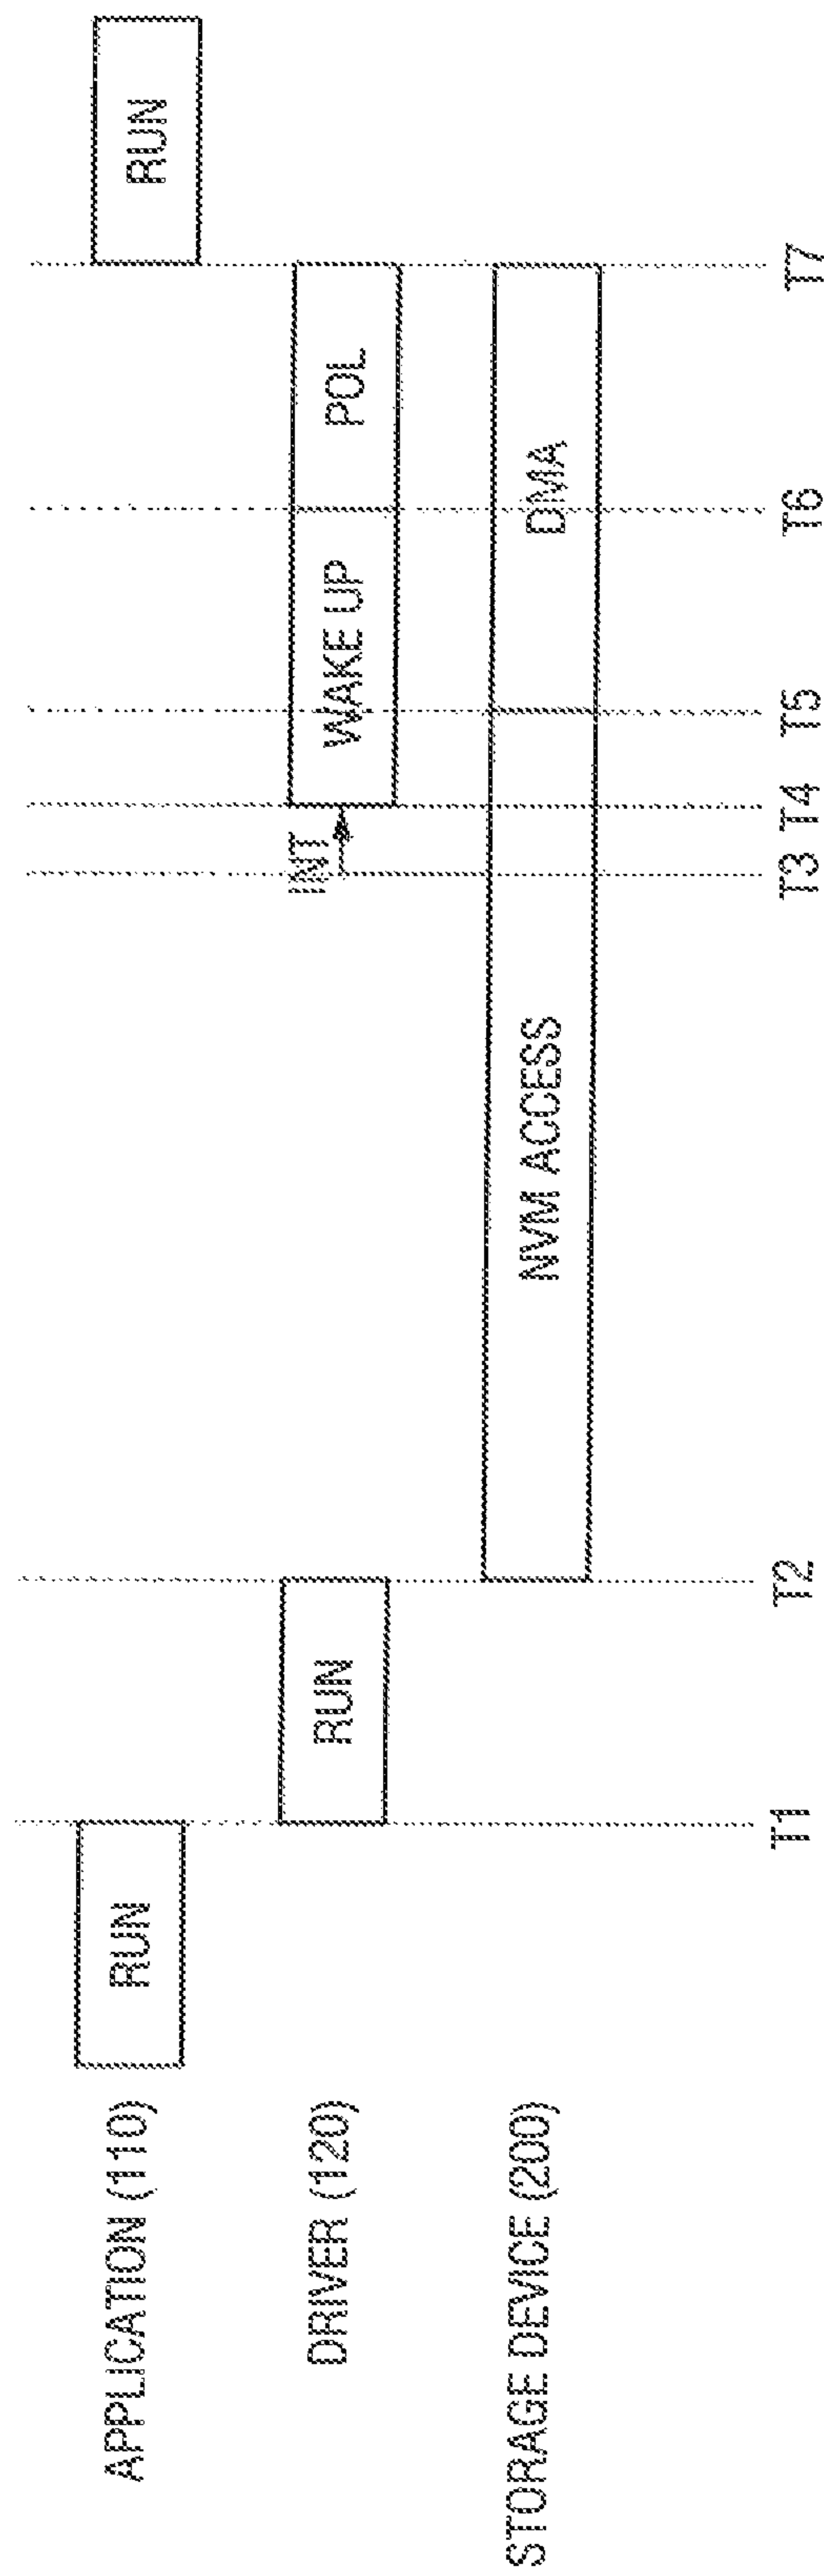 APPLICATION (110)
RUN
RUN
DRIVER (120)
RUN
INT
WAKE UP
POL
STORAGE DEVICE (200)
NVM ACCESS
DMA
T1
T2
T3
T4
T5
T6
T7